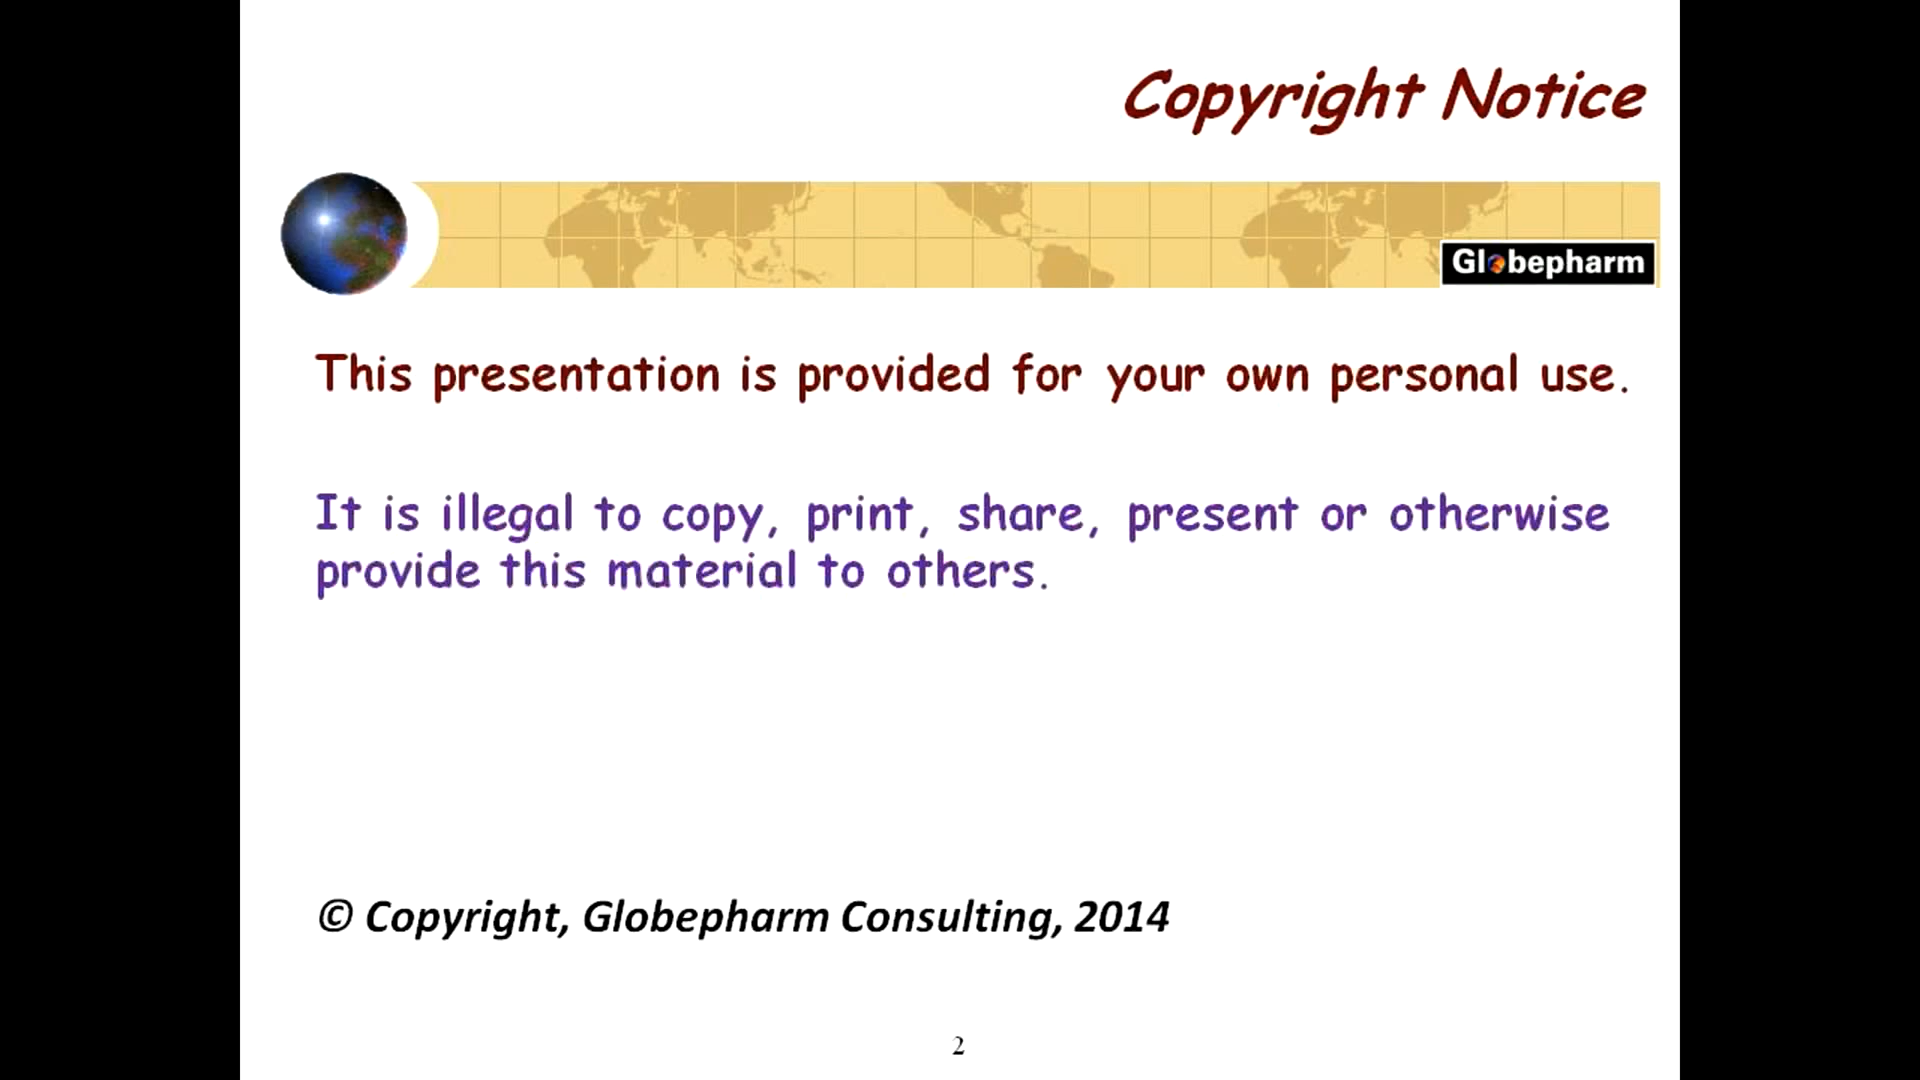 Copyright Notice
Globepharm
This presentation is provided for your own personal use.
It is illegal to copy, print, share, present or otherwise
provide this material to others.
© Copyright, Globepharm Consulting, 2014
2